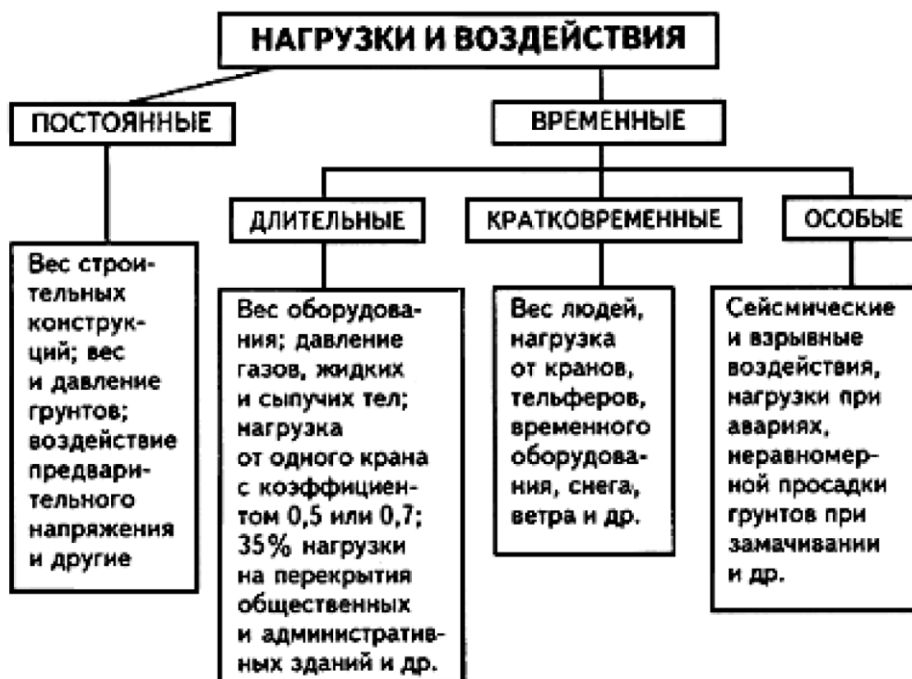 НАГРУЗКИ И ВОЗДЕЙСТВИЯ
ПОСТОЯННЫЕ
ВРЕМЕННЫЕ
ДЛИТЕЛЬНЫЕ
КРАТКОВРЕМЕННЫЕ
ОСОБЫЕ
Вес строи-
тельных
конструк-
ций; вес
и давление
грунтов;
воздействие
предвари-
тельного
напряжения
и другие
Вес оборудова-
ния; давление
газов, жидких
и сыпучих тел;
нагрузка
от одного крана
с коэффициен-
том 0,5 или 0,7;
35% нагрузки
на перекрытия
общественных
и административ-
ных зданий и др.
Вес людей,
нагрузка
от кранов,
тельферов,
временного
оборудова-
ния, снега,
ветра и др.
Сейсмические
и взрывные
воздействия,
нагрузки при
авариях,
неравномер-
ной просадки
грунтов при
замачивании
и др.